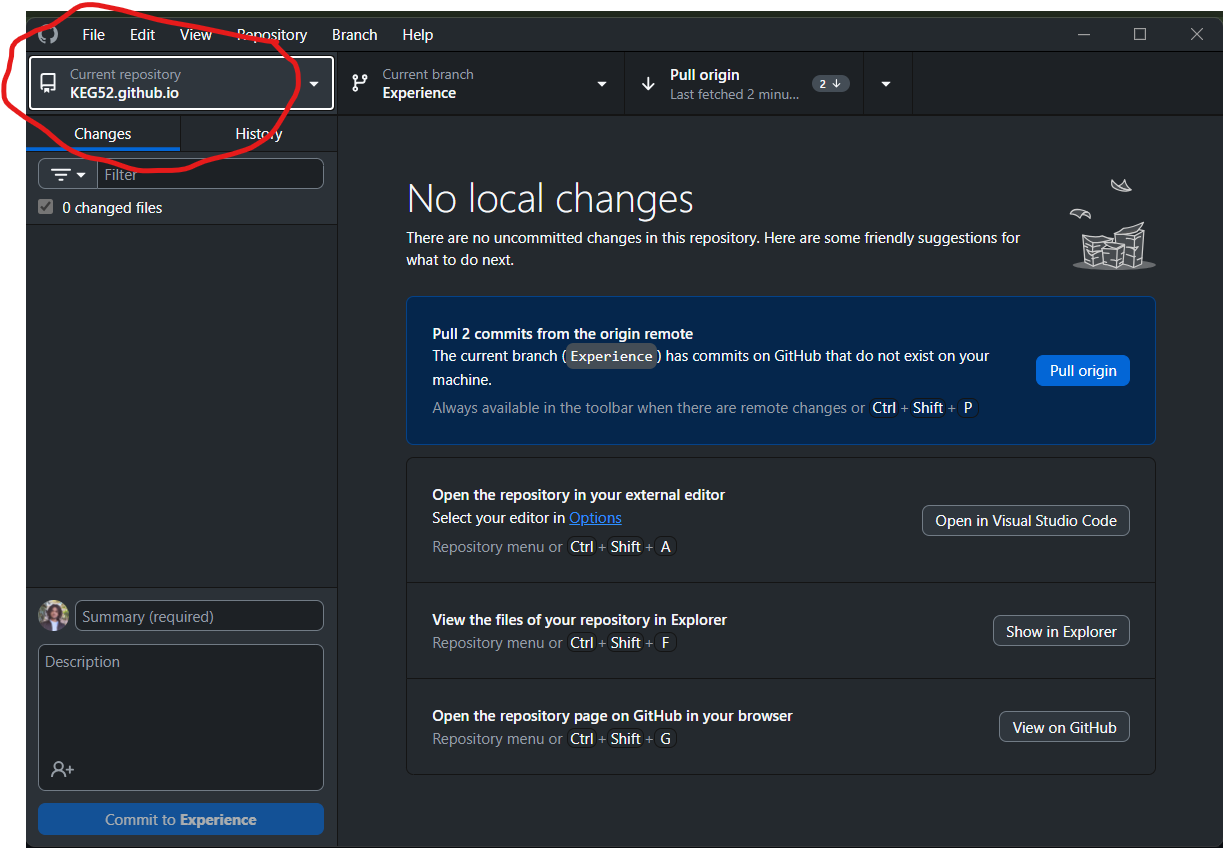 File Edit View Repository Branch Help
Current repository
KEG52.github.io
Current branch
Experience
Pull origin
Last fetched 2 minu...
2
Changes History
Filter
0 changed files
No local changes
There are no uncommitted changes in this repository. Here are some friendly suggestions for
what to do next.
Pull 2 commits from the origin remote
The current branch (Experience) has commits on GitHub that do not exist on your
machine.
Pull origin
Always available in the toolbar when there are remote changes or Ctrl + Shift + P
Open the repository in your external editor
Select your editor in Options
Open in Visual Studio Code
Repository menu or Ctrl + Shift + A
View the files of your repository in Explorer
Show in Explorer
Repository menu or Ctrl + Shift + F
Open the repository page on GitHub in your browser
View on GitHub
Repository menu or Ctrl + Shift + G
Summary (required)
Description
Commit to Experience